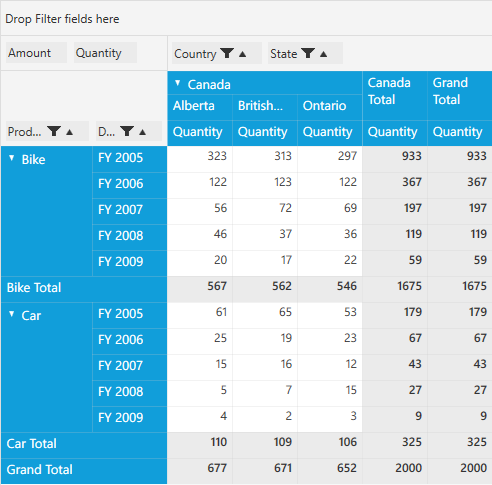 Drop Filter fields here
Amount Quantity Country State
Canada Canada Total Grand Total
Alberta British... Ontario
Prod... D... Quantity Quantity Quantity Quantity Quantity
Bike FY 2005 323 313 297 933 933
FY 2006 122 123 122 367 367
FY 2007 56 72 69 197 197
FY 2008 46 37 36 119 119
FY 2009 20 17 22 59 59
Bike Total 567 562 546 1675 1675
Car FY 2005 61 65 53 179 179
FY 2006 25 19 23 67 67
FY 2007 15 16 12 43 43
FY 2008 5 7 15 27 27
FY 2009 4 2 3 9 9
Car Total 110 109 106 325 325
Grand Total 677 671 652 2000 2000